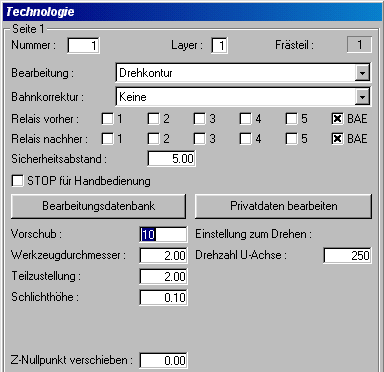 Technologie
Seite 1
Nummer : 1 Layer : 1 Frästeil : 1
Bearbeitung : Drehkontur
Bahnkorrektur : Keine
Relais vorher : 1 2 3 4 5 BAE
Relais nachher : 1 2 3 4 5 BAE
Sicherheitsabstand : 5.00
STOP für Handbedienung
Bearbeitungsdatenbank Privatdaten bearbeiten
Vorschub : 10 Einstellung zum Drehen :
Werkzeugdurchmesser : 2.00 Drehzahl U-Achse : 250
Teilzustellung : 2.00
Schlichthöhe : 0.10
Z-Nullpunkt verschieben : 0.00